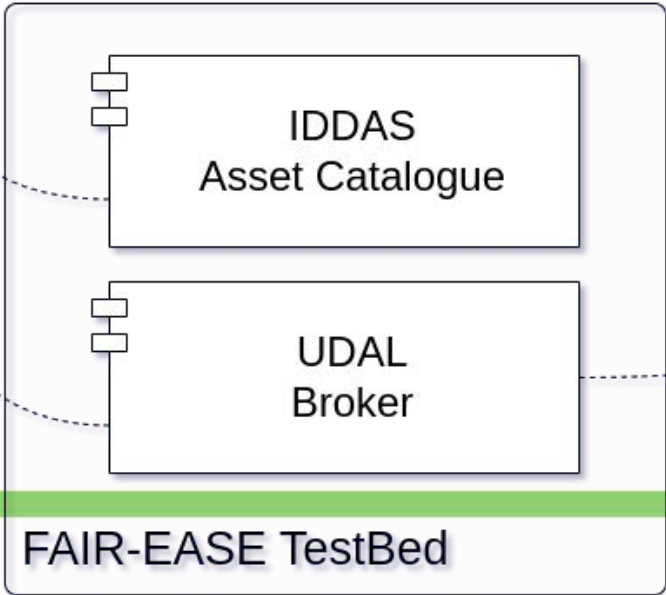 IDDAS
Asset Catalogue
UDAL
Broker
FAIR-EASE TestBed